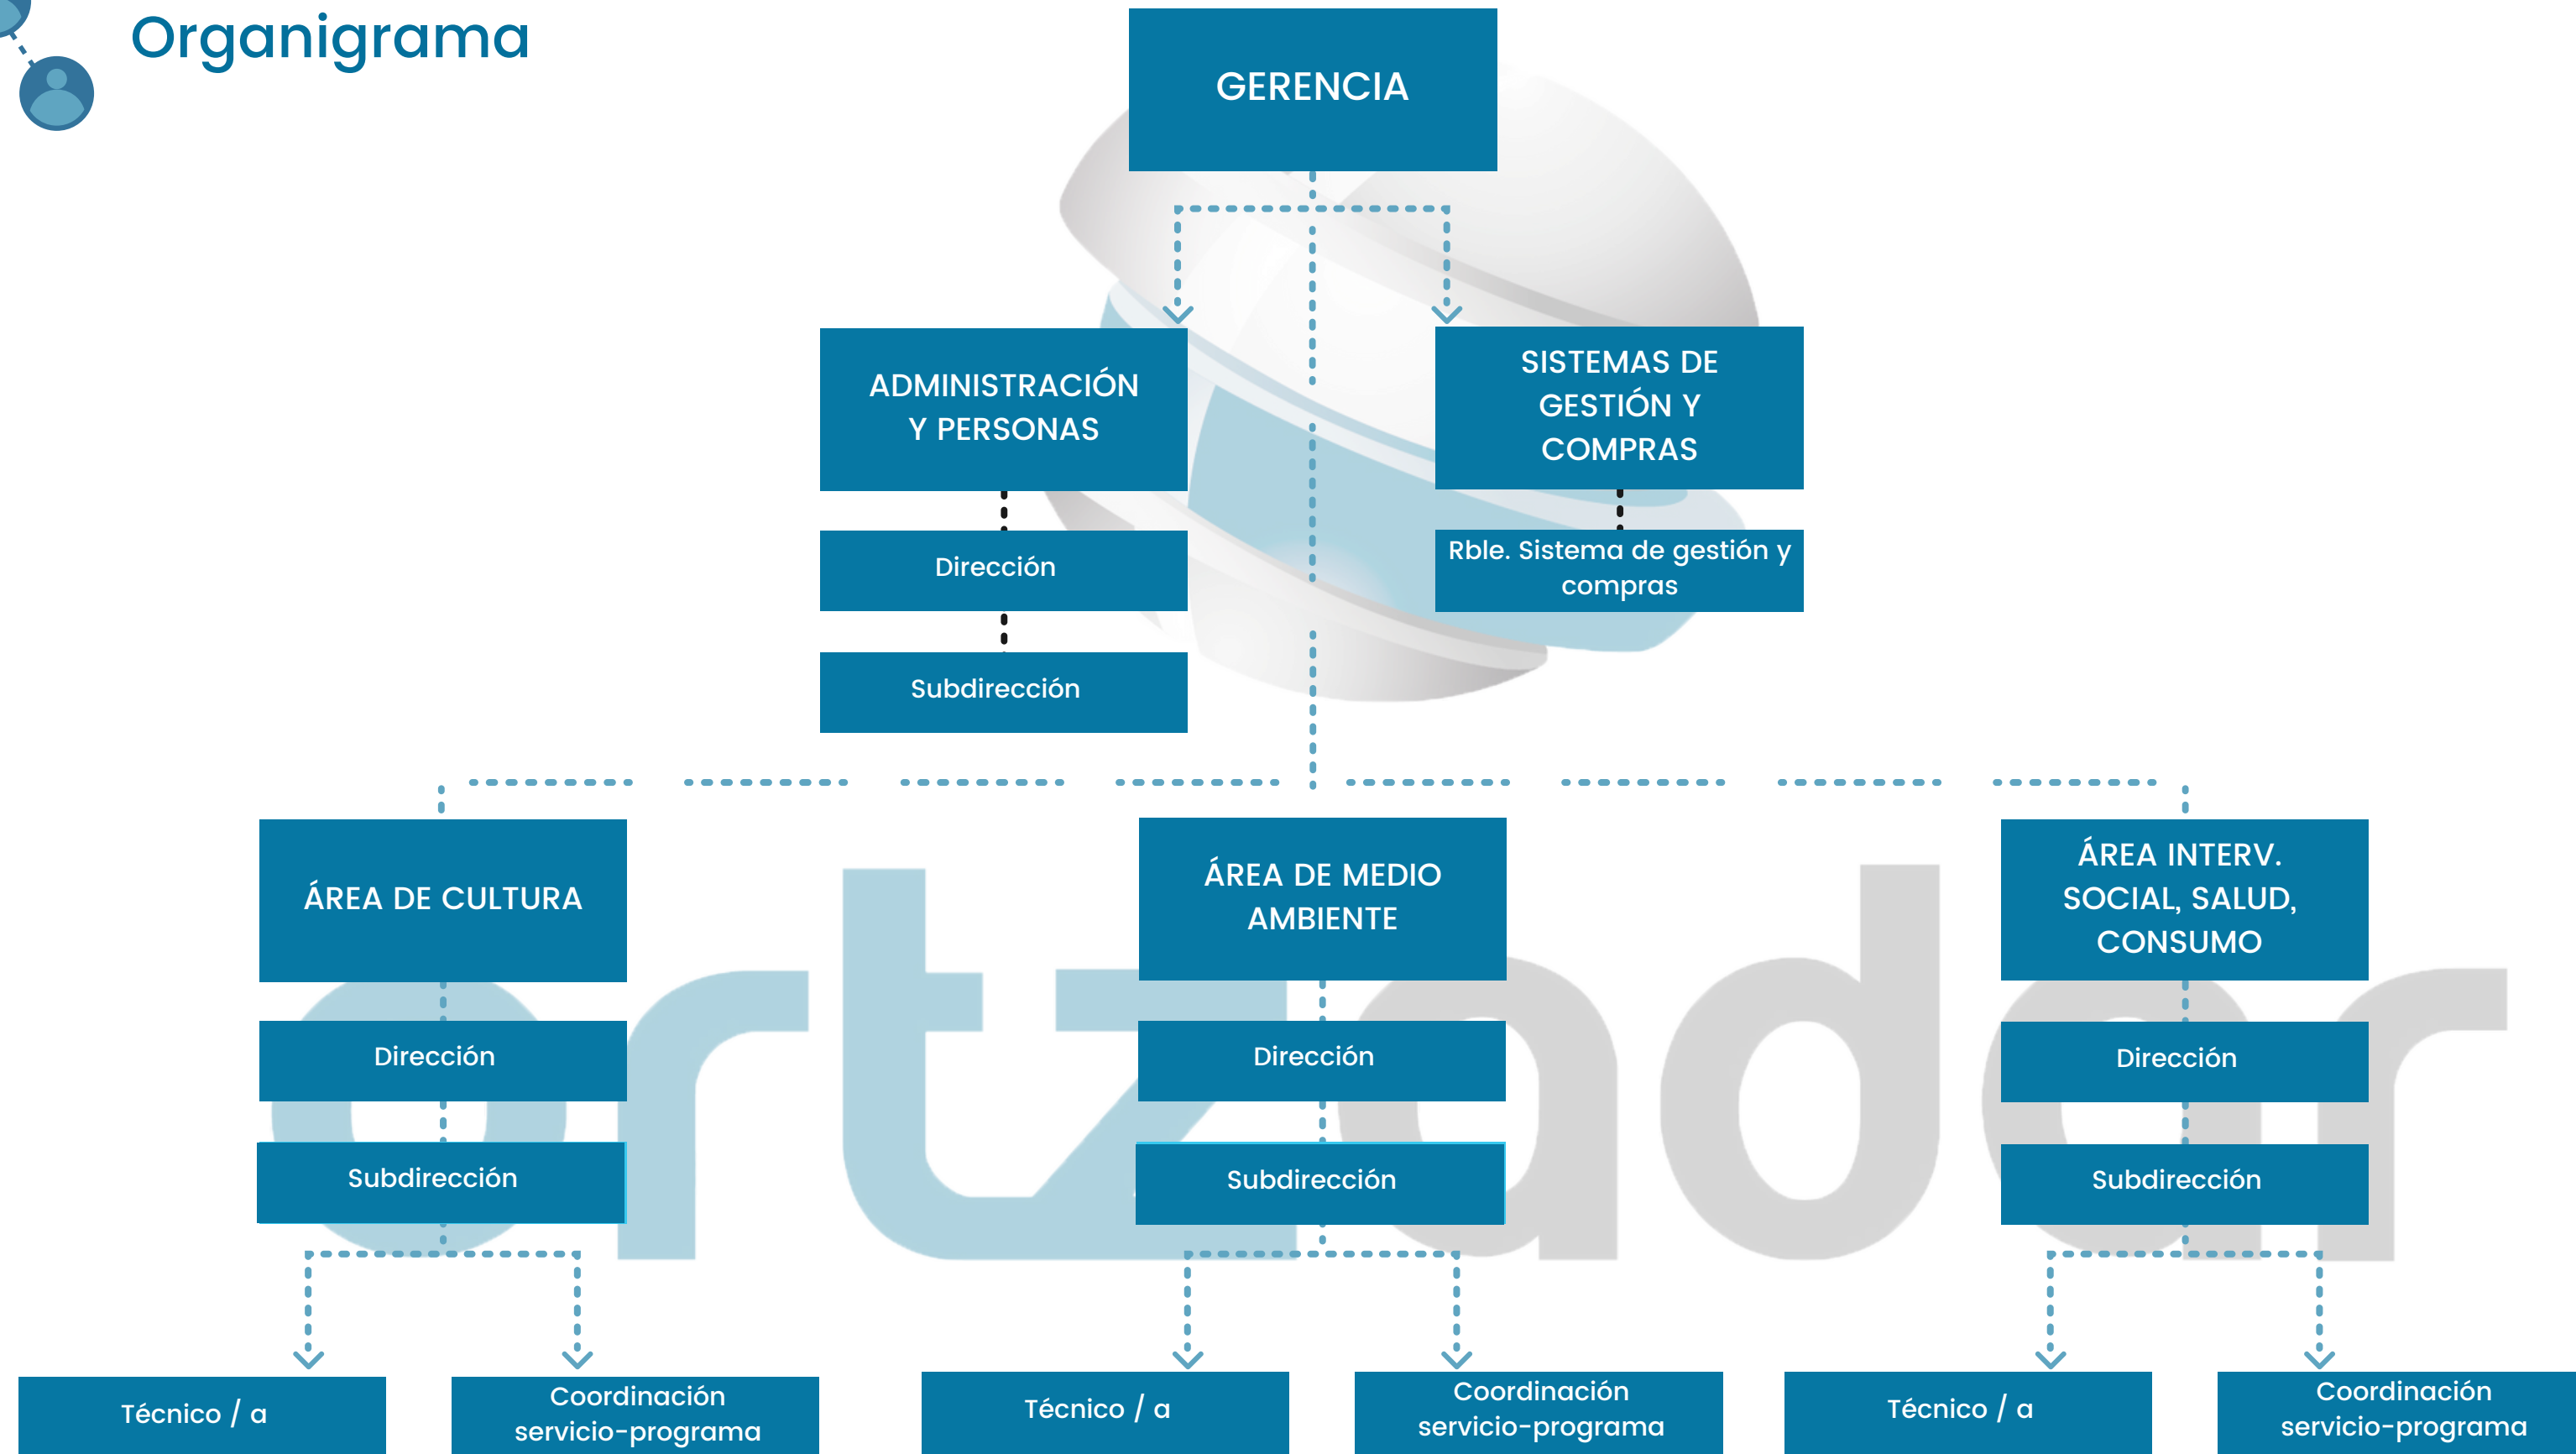 Organigrama
GERENCIA
ADMINISTRACIÓN
Y PERSONAS
SISTEMAS DE
GESTIÓN Y
COMPRAS
Dirección
Rble. Sistema de gestión y
compras
Subdirección
ÁREA DE CULTURA
ÁREA DE MEDIO
AMBIENTE
ÁREA INTERV.
SOCIAL, SALUD,
CONSUMO
Dirección
Dirección
Dirección
Subdirección
Subdirección
Subdirección
Técnico / a
Coordinación
servicio-programa
Técnico / a
Coordinación
servicio-programa
Técnico / a
Coordinación
servicio-programa
ortzadar